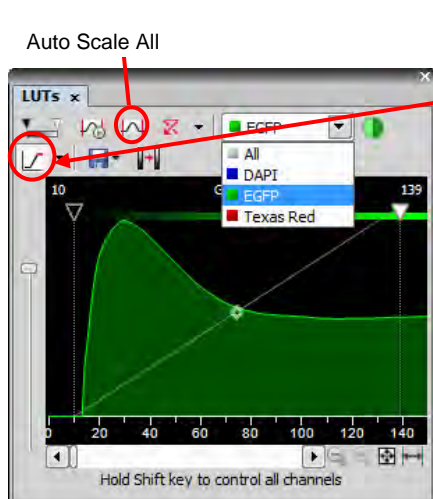 Auto Scale All
LUTs x
EGFP
All
DAPI
EGFP
Texas Red
10 G 139
0 20 40 60 80 100 120 140
Hold Shift key to control all channels